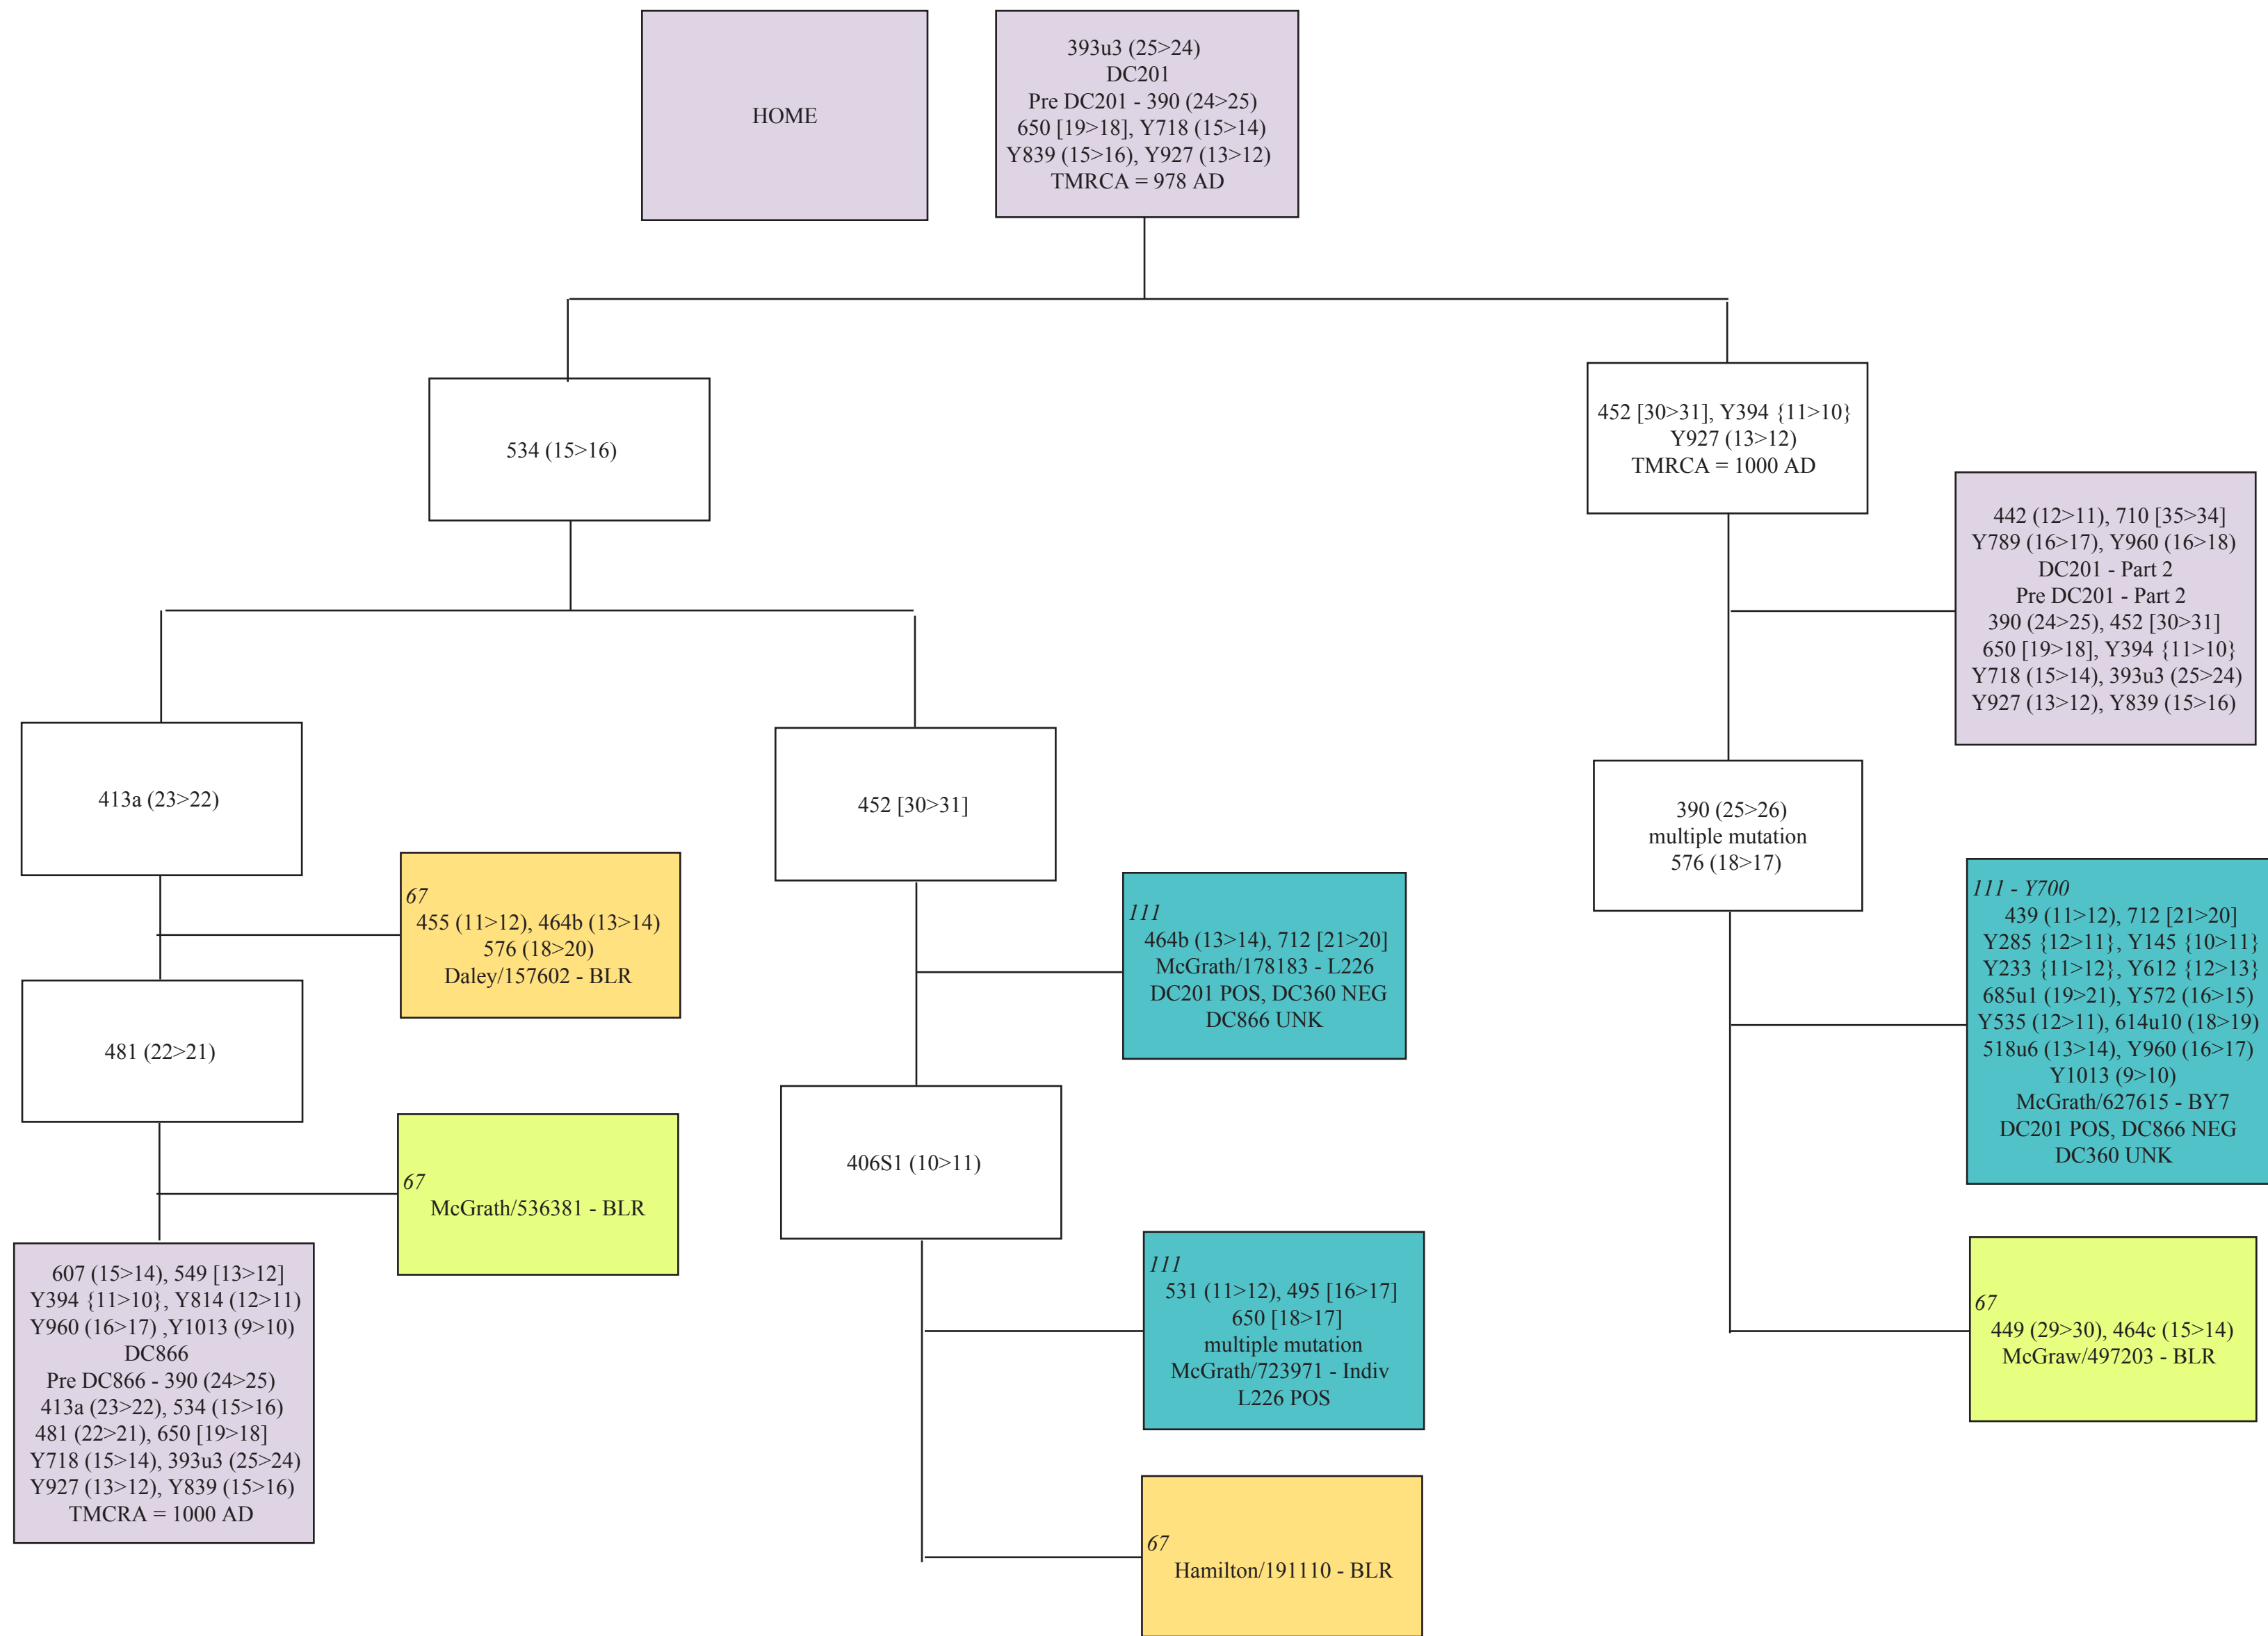 HOME
393u3 (25>24)
DC201
Pre DC201 - 390 (24>25)
650 [19>18], Y718 (15>14)
Y839 (15>16), Y927 (13>12)
TMRCA = 978 AD
534 (15>16)
452 [30>31], Y394 {11>10}
Y927 (13>12)
TMRCA = 1000 AD
442 (12>11), 710 [35>34]
Y789 (16>17), Y960 (16>18)
DC201 - Part 2
Pre DC201 - Part 2
390 (24>25), 452 [30>31]
650 [19>18], Y394 {11>10}
Y718 (15>14), 393u3 (25>24)
Y927 (13>12), Y839 (15>16)
413a (23>22)
452 [30>31]
390 (25>26)
multiple mutation
576 (18>17)
67
455 (11>12), 464b (13>14)
576 (18>20)
Daley/157602 - BLR
111
464b (13>14), 712 [21>20]
McGrath/178183 - L226
DC201 POS, DC360 NEG
DC866 UNK
111 - Y700
439 (11>12), 712 [21>20]
Y285 {12>11}, Y145 {10>11}
Y233 {11>12}, Y612 {12>13}
685u1 (19>21), Y572 (16>15)
Y535 (12>11), 614u10 (18>19)
518u6 (13>14), Y960 (16>17)
Y1013 (9>10)
McGrath/627615 - BY7
DC201 POS, DC866 NEG
DC360 UNK
481 (22>21)
406S1 (10>11)
67
McGrath/536381 - BLR
607 (15>14), 549 [13>12]
Y394 {11>10}, Y814 (12>11)
Y960 (16>17) ,Y1013 (9>10)
DC866
Pre DC866 - 390 (24>25)
413a (23>22), 534 (15>16)
481 (22>21), 650 [19>18]
Y718 (15>14), 393u3 (25>24)
Y927 (13>12), Y839 (15>16)
TMCRA = 1000 AD
111
531 (11>12), 495 [16>17]
650 [18>17]
multiple mutation
McGrath/723971 - Indiv
L226 POS
67
449 (29>30), 464c (15>14)
McGraw/497203 - BLR
67
Hamilton/191110 - BLR